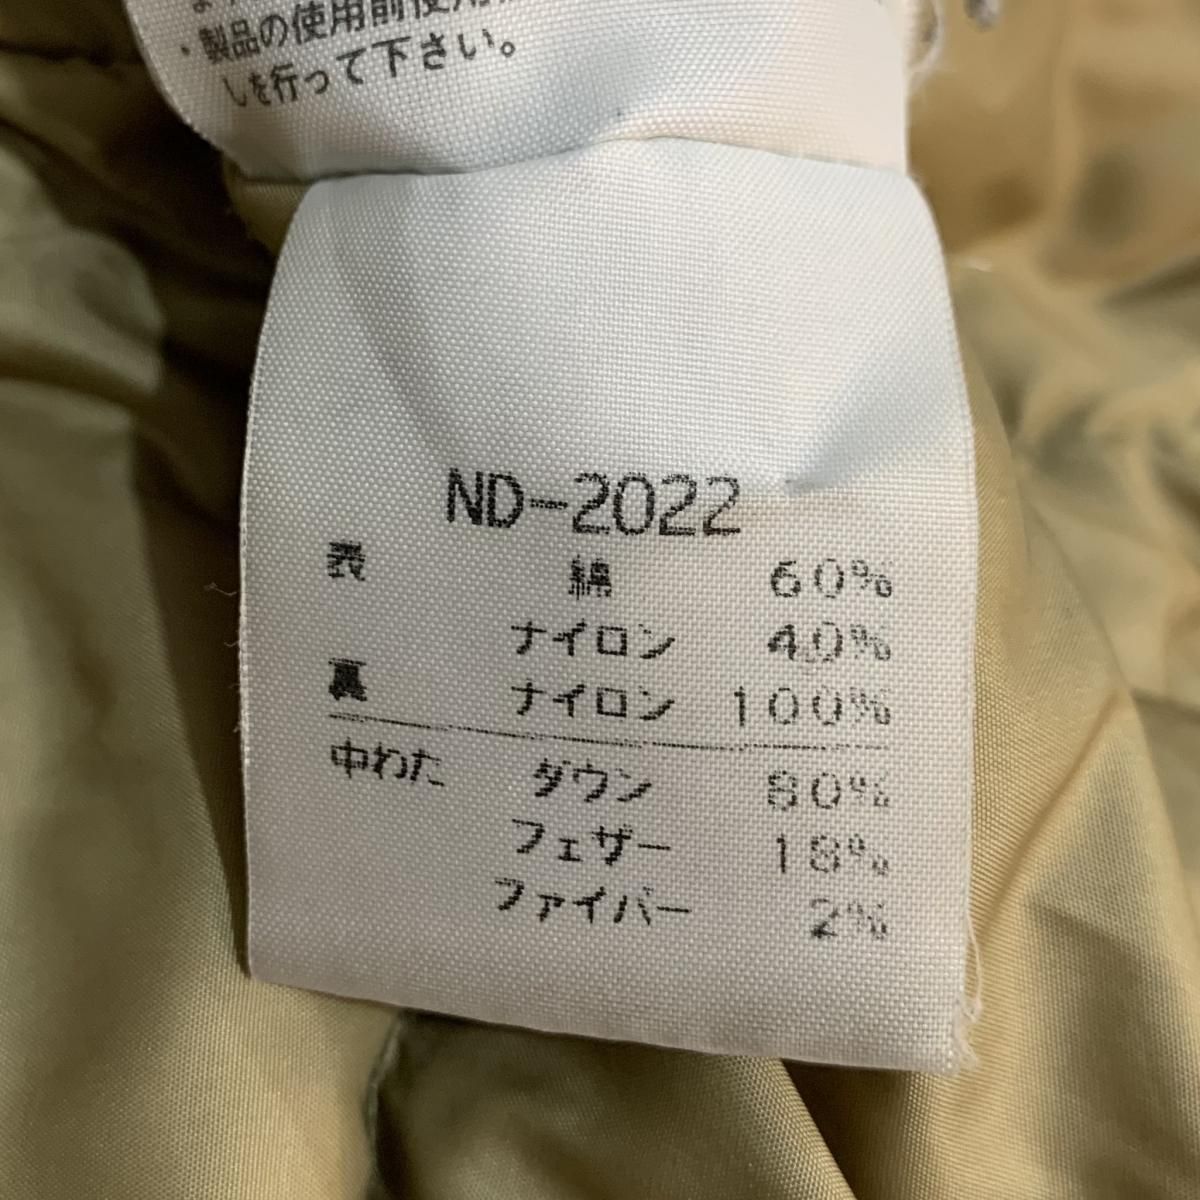 ・製品の使用前使用
しを行って下さい。
ND-2022
表 綿 60%
ナイロン 40%
裏 ナイロン 100%
中わた ダウン 80%
フェザー 18%
ファイバー 2%